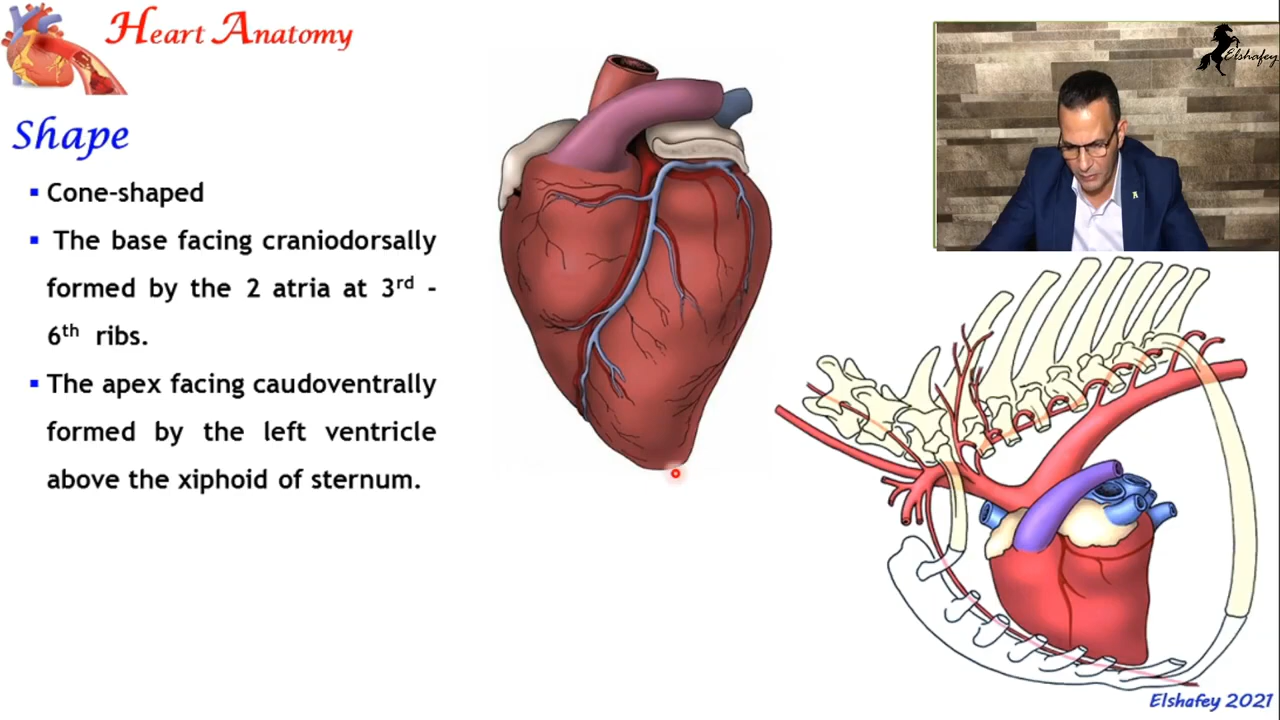 Heart Anatomy
Elshafey
Shape
▪ Cone-shaped
▪ The base facing craniodorsally
formed by the 2 atria at 3rd -
6th ribs.
▪ The apex facing caudoventrally
formed by the left ventricle
above the xiphoid of sternum.
Elshafey 2021